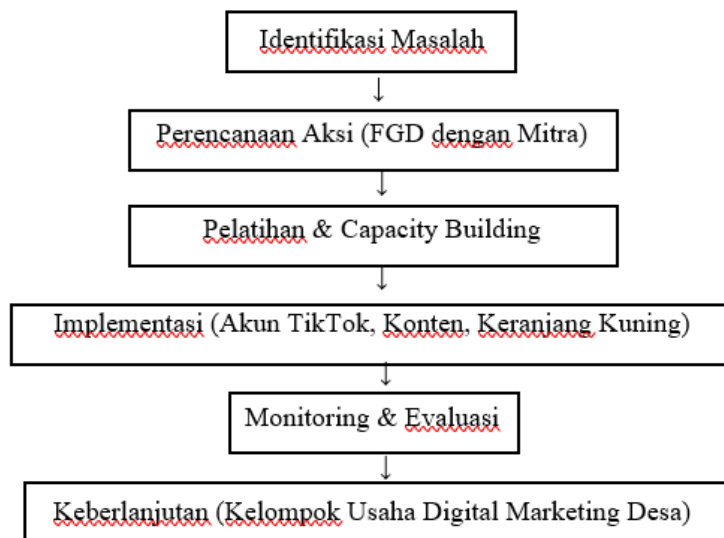 Identifikasi Masalah
↓
Perencanaan Aksi (FGD dengan Mitra)
↓
Pelatihan & Capacity Building
↓
Implementasi (Akun TikTok, Konten, Keranjang Kuning)
↓
Monitoring & Evaluasi
↓
Keberlanjutan (Kelompok Usaha Digital Marketing Desa)